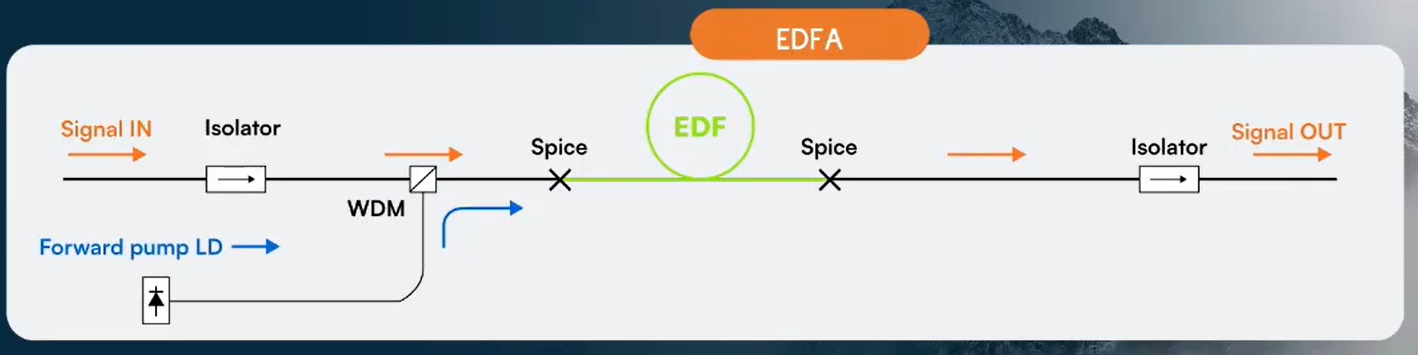 EDFA
Signal IN
Isolator
Spice
EDF
Spice
Isolator
Signal OUT
WDM
Forward pump LD